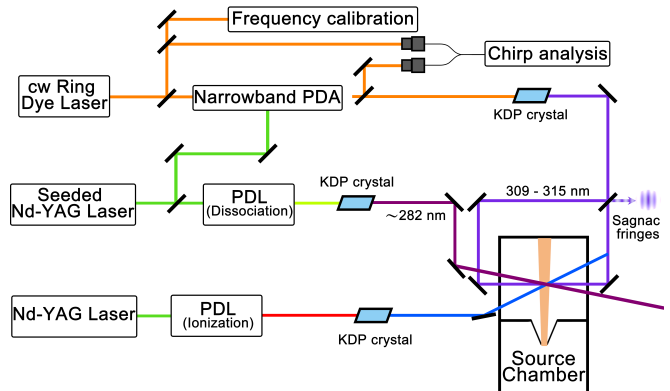 Frequency calibration
Chirp analysis
cw Ring
Dye Laser
Narrowband PDA
KDP crystal
Seeded
Nd-YAG Laser
PDL
(Dissociation)
KDP crystal
~282 nm
309 - 315 nm
Sagnac
fringes
Nd-YAG Laser
PDL
(Ionization)
KDP crystal
Source
Chamber